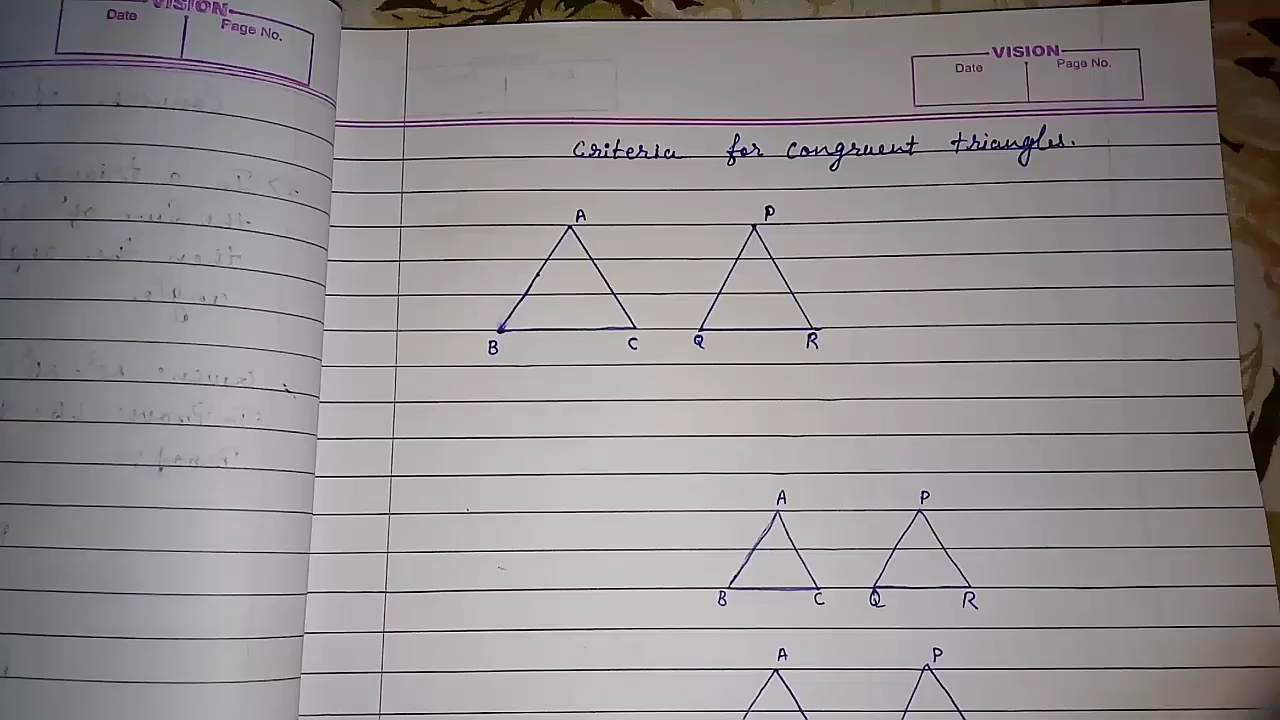 VISION
Date Page No.
VISION
Date Page No.
Criteria for congruent triangles.
A P
B C Q R
A P
B C Q R
A P